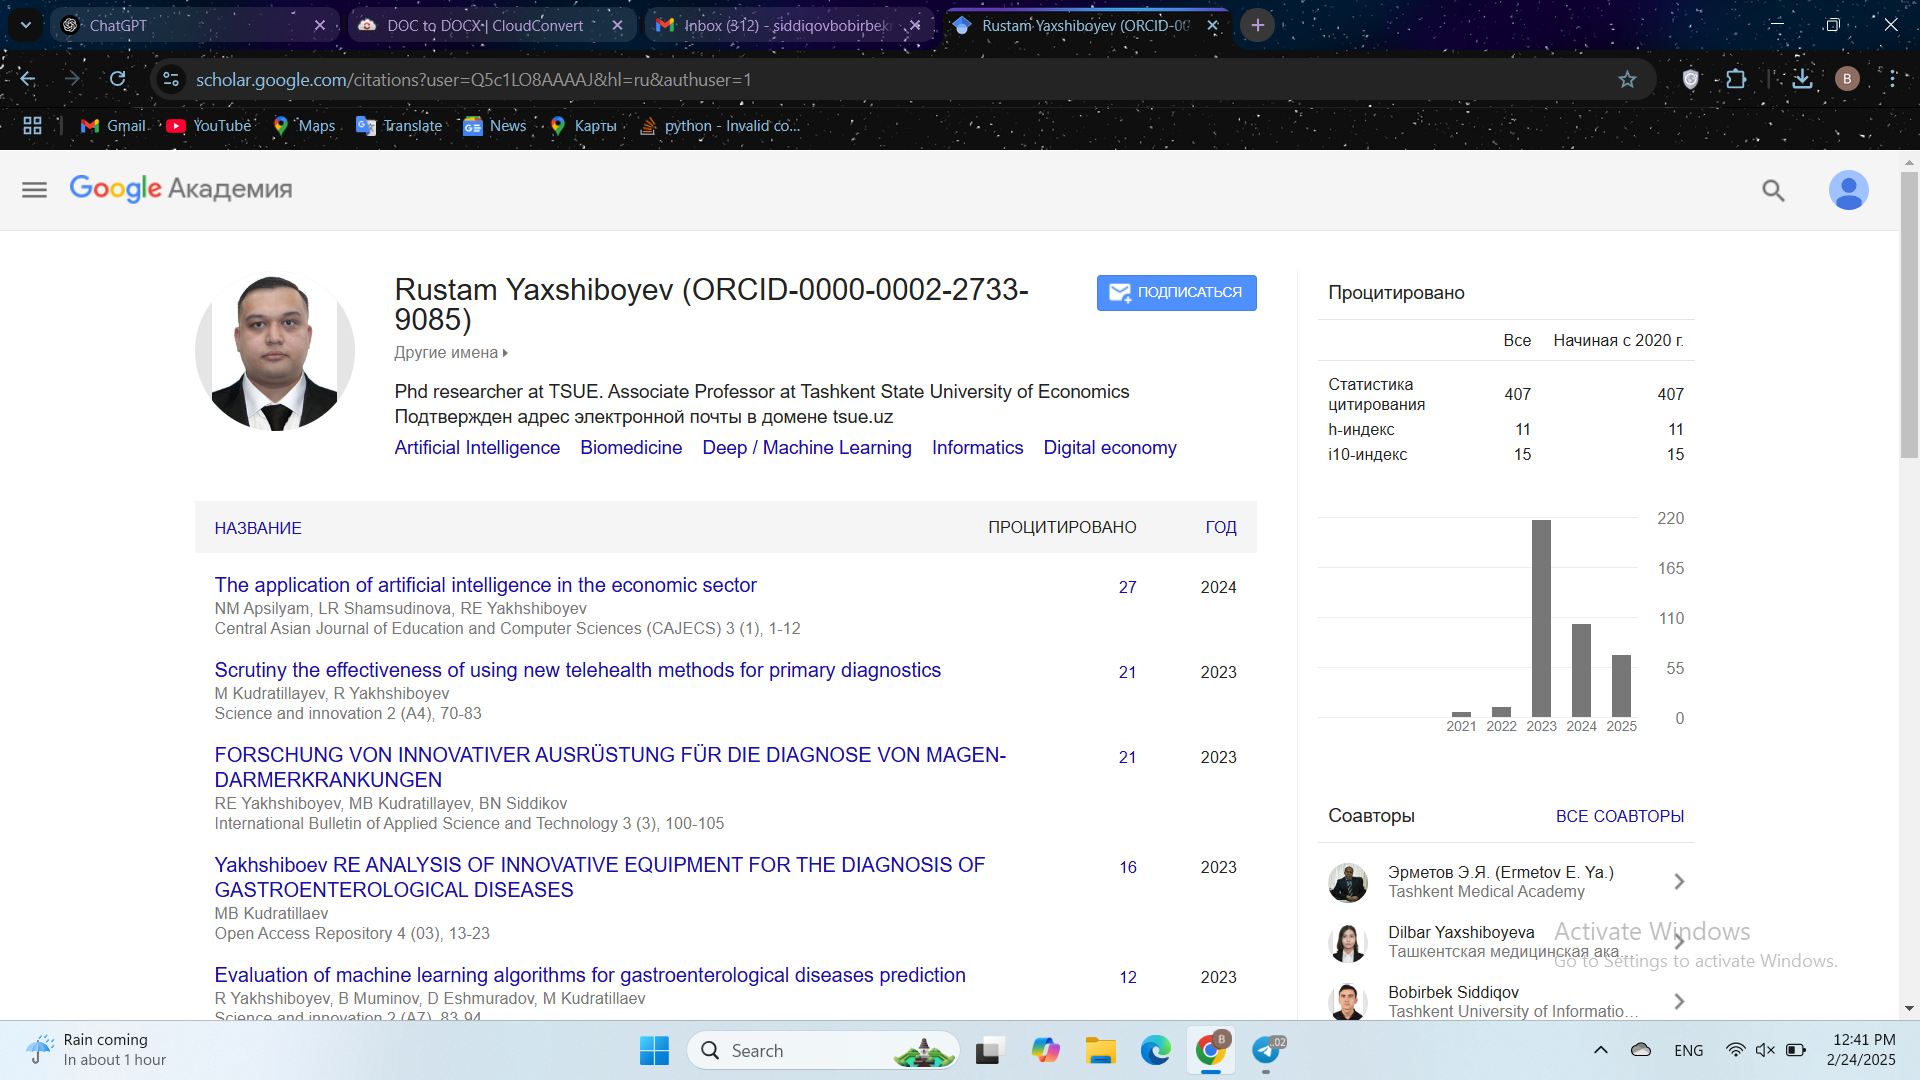 ChatGPT
DOC to DOCX | CloudConvert
Inbox (312) - siddiqovbobirbek
Rustam Yaxshiboyev (ORCID-00
scholar.google.com/citations?user=Q5c1LO8AAAAJ&hl=ru&authuser=1
B
Gmail
YouTube
Maps
Translate
News
Карты
python - Invalid co...
Google Академия
Rustam Yaxshiboyev (ORCID-0000-0002-2733-
9085)
ПОДПИСАТЬСЯ
Другие имена
Phd researcher at TSUE. Associate Professor at Tashkent State University of Economics
Подтвержден адрес электронной почты в домене tsue.uz
Artificial Intelligence Biomedicine Deep / Machine Learning Informatics Digital economy
НАЗВАНИЕ ПРОЦИТИРОВАНО ГОД
The application of artificial intelligence in the economic sector 27 2024
NM Apsilyam, LR Shamsudinova, RE Yakhshiboyev
Central Asian Journal of Education and Computer Sciences (CAJECS) 3 (1), 1-12
Scrutiny the effectiveness of using new telehealth methods for primary diagnostics 21 2023
M Kudratillayev, R Yakhshiboyev
Science and innovation 2 (A4), 70-83
FORSCHUNG VON INNOVATIVER AUSRÜSTUNG FÜR DIE DIAGNOSE VON MAGEN- 21 2023
DARMERKRANKUNGEN
RE Yakhshiboyev, MB Kudratillayev, BN Siddikov
International Bulletin of Applied Science and Technology 3 (3), 100-105
Yakhshiboev RE ANALYSIS OF INNOVATIVE EQUIPMENT FOR THE DIAGNOSIS OF 16 2023
GASTROENTEROLOGICAL DISEASES
MB Kudratillaev
Open Access Repository 4 (03), 13-23
Evaluation of machine learning algorithms for gastroenterological diseases prediction 12 2023
R Yakhshiboyev, B Muminov, D Eshmuradov, M Kudratillaev
Science and innovation 2 (A7), 83-94
Процитировано
Все Начиная с 2020 г.
Статистика
цитирования 407 407
h-индекс 11 11
i10-индекс 15 15
220
165
110
55
0
2021 2022 2023 2024 2025
Соавторы ВСЕ СОАВТОРЫ
Эрметов Э.Я. (Ermetov E. Ya.)
Tashkent Medical Academy
Dilbar Yaxshiboyeva
Ташкентская медицинская ака...
Bobirbek Siddiqov
Tashkent University of Informatio...
Activate Windows
Go to Settings to activate Windows.
Rain coming
In about 1 hour
Search
B
.02
ENG
12:41 PM
2/24/2025